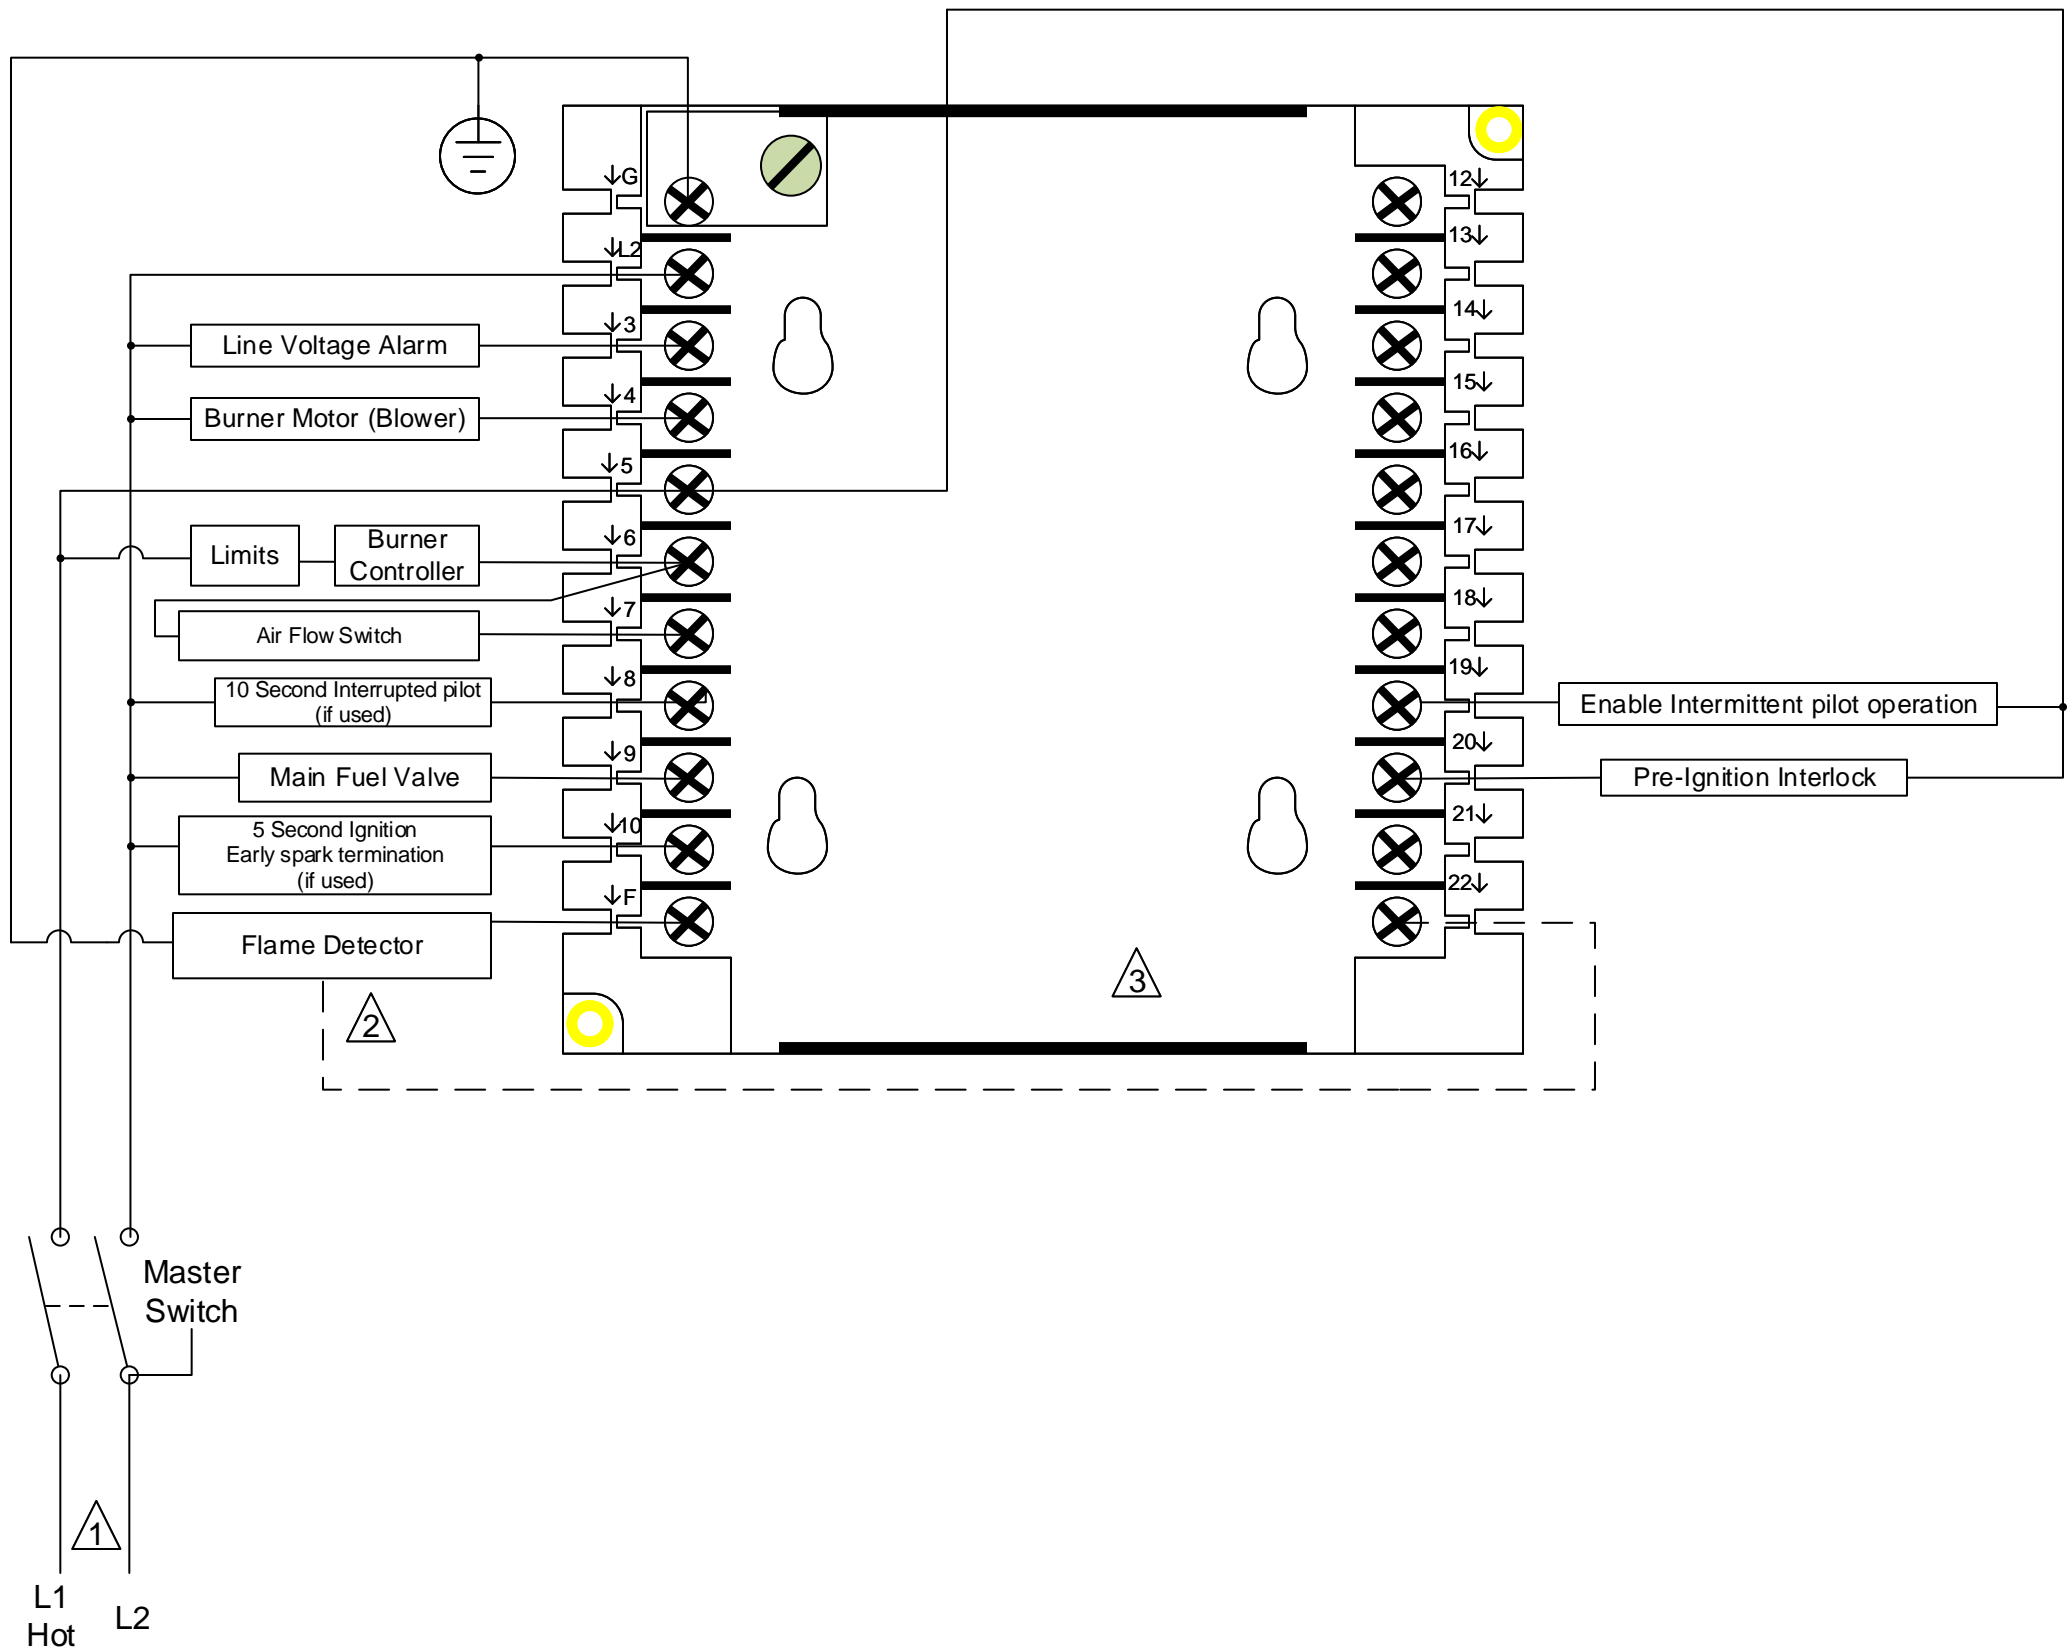 G
L2
Line Voltage Alarm
3
Burner Motor (Blower)
4
5
Limits
Burner
Controller
6
Air Flow Switch
7
10 Second Interrupted pilot
(if used)
8
Main Fuel Valve
9
5 Second Ignition
Early spark termination
(if used)
10
Flame Detector
F
12
13
14
15
16
17
18
19
Enable Intermittent pilot operation
20
Pre-Ignition Interlock
21
22
2
3
Master
Switch
1
L1
Hot
L2